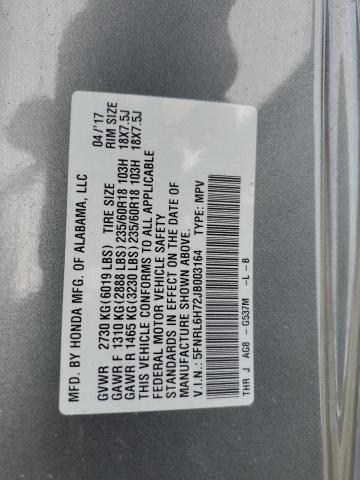 MFD. BY HONDA MFG. OF ALABAMA, LLC 04/'17
GVWR 2730 KG(6019 LBS) TIRE SIZE RIM SIZE
GAWR F 1310 KG(2888 LBS)235/60R18 103H 18X7.5J
GAWR R 1465 KG(3230 LBS)235/60R18 103H 18X7.5J
THIS VEHICLE CONFORMS TO ALL APPLICABLE
FEDERAL MOTOR VEHICLE SAFETY
STANDARDS IN EFFECT ON THE DATE OF
MANUFACTURE SHOWN ABOVE.
V.I.N.: 5FNRL6H72JB003164 TYPE: MPV
THR J AG8 - G537M - L - B